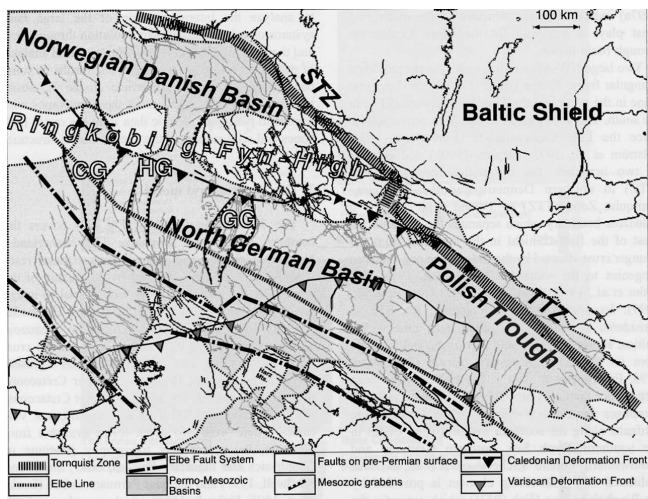 100 km
Norwegian Danish Basin
STZ
Baltic Shield
Ringkobing-Fyn-High
CG
HG
GG
North German Basin
Polish Trough
TTZ
Tornquist Zone
Elbe Fault System
Faults on pre-Permian surface
Caledonian Deformation Front
Elbe Line
Permo-Mesozoic
Basins
Mesozoic grabens
Variscan Deformation Front